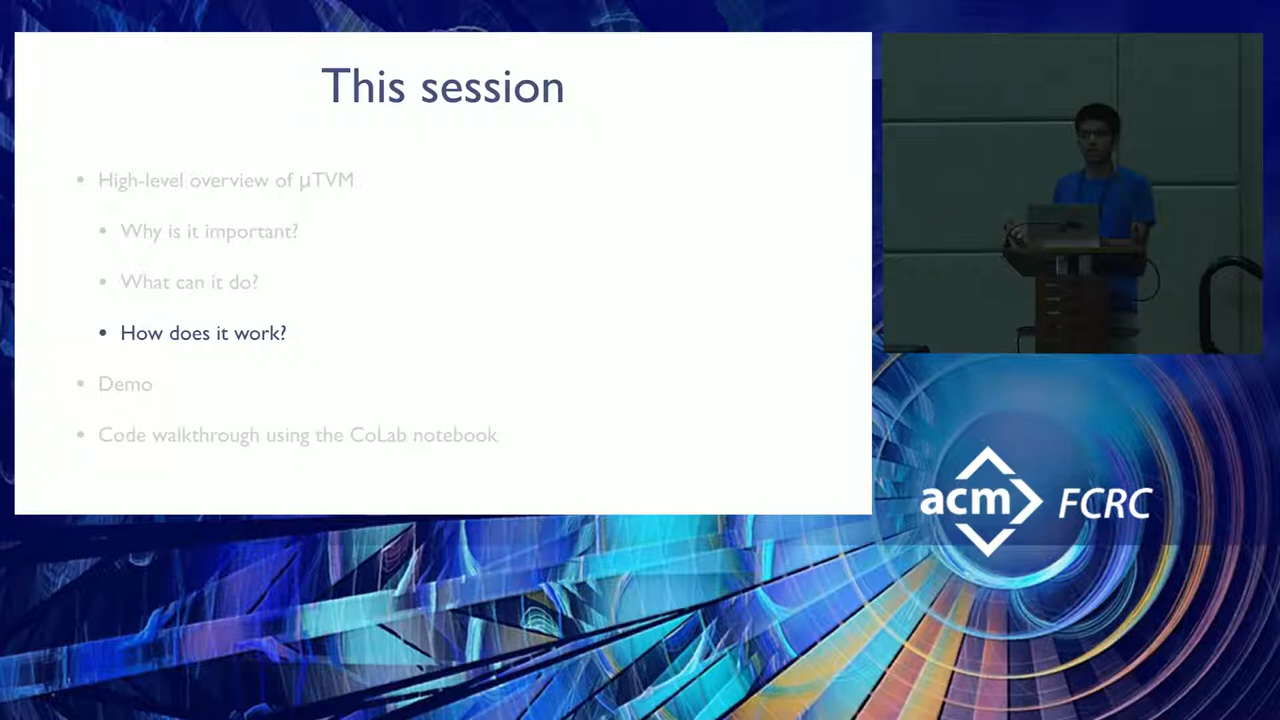 This session
• High-level overview of µTVM
• Why is it important?
• What can it do?
• How does it work?
• Demo
• Code walkthrough using the CoLab notebook
acm FCRC